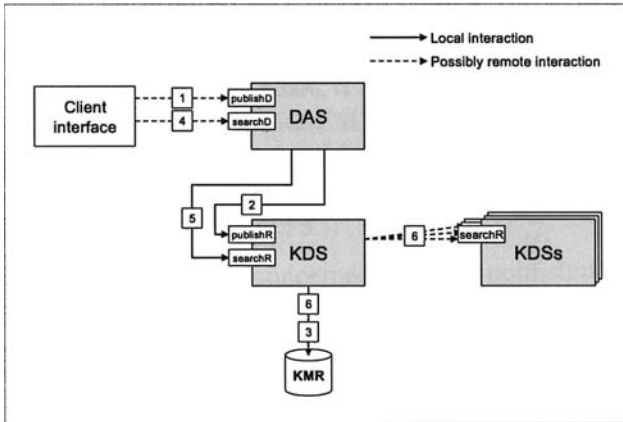 Local interaction
Possibly remote interaction
Client
interface
1
4
publishD
searchD
DAS
5
2
publishR
searchR
KDS
6
searchR
KDSs
6
3
KMR